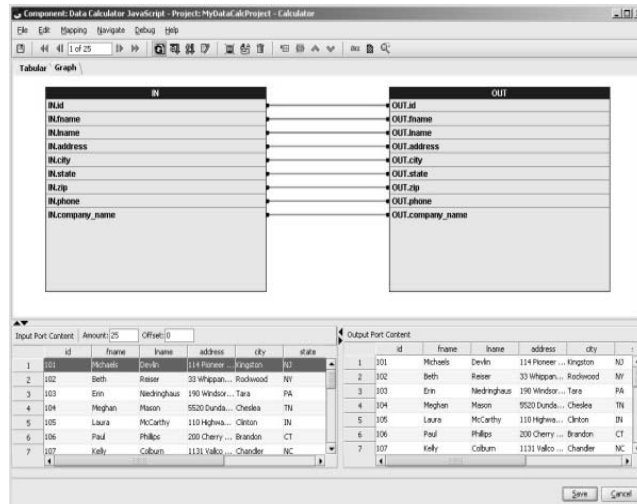 Component: Data Calculator JavaScript - Project: MyDataCalcProject - Calculator
File Edit Mapping Navigate Debug Help
1 of 25
Tabular Graph
IN OUT
IN.id OUT.id
IN.fname OUT.fname
IN.lname OUT.lname
IN.address OUT.address
IN.city OUT.city
IN.state OUT.state
IN.zip OUT.zip
IN.phone OUT.phone
IN.company_name OUT.company_name
Input Port Content Amount: 25 Offset: 0
id fname lname address city state
1 101 Michaels Devlin 114 Pioneer ... Kingston NJ
2 102 Beth Reiser 33 Whippan... Rockwood NY
3 103 Erin Niedringhaus 190 Windsor... Tara PA
4 104 Meghan Mason 5520 Dunda... Cheslea TN
5 105 Laura McCarthy 110 Highwa... Clinton IN
6 106 Paul Phillips 200 Cherry ... Brandon CT
7 107 Kelly Colburn 1131 Vallco ... Chandler NC
Output Port Content
id fname lname address city
1 101 Michaels Devlin 114 Pioneer ... Kingston NJ
2 102 Beth Reiser 33 Whippan... Rockwood NY
3 103 Erin Niedringhaus 190 Windsor... Tara PA
4 104 Meghan Mason 5520 Dunda... Cheslea TN
5 105 Laura McCarthy 110 Highwa... Clinton IN
6 106 Paul Phillips 200 Cherry ... Brandon CT
7 107 Kelly Colburn 1131 Vallco ... Chandler NC
Save Cancel